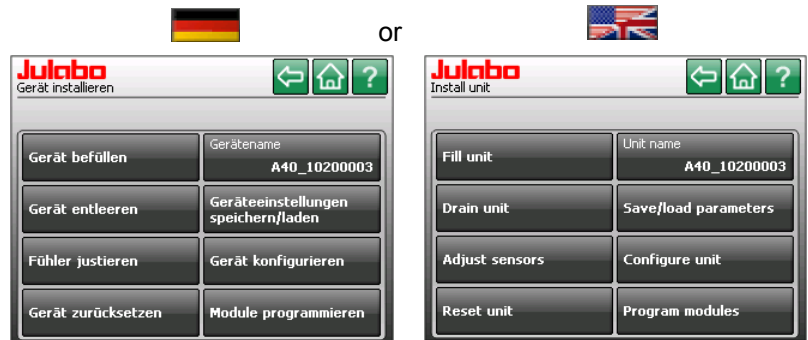 or
Julabo
Gerät installieren
?
Gerät befüllen
Gerätename
A40_10200003
Gerät entleeren
Geräteeinstellungen
speichern/laden
Fühler justieren
Gerät konfigurieren
Gerät zurücksetzen
Module programmieren
Julabo
Install unit
?
Fill unit
Unit name
A40_10200003
Drain unit
Save/load parameters
Adjust sensors
Configure unit
Reset unit
Program modules